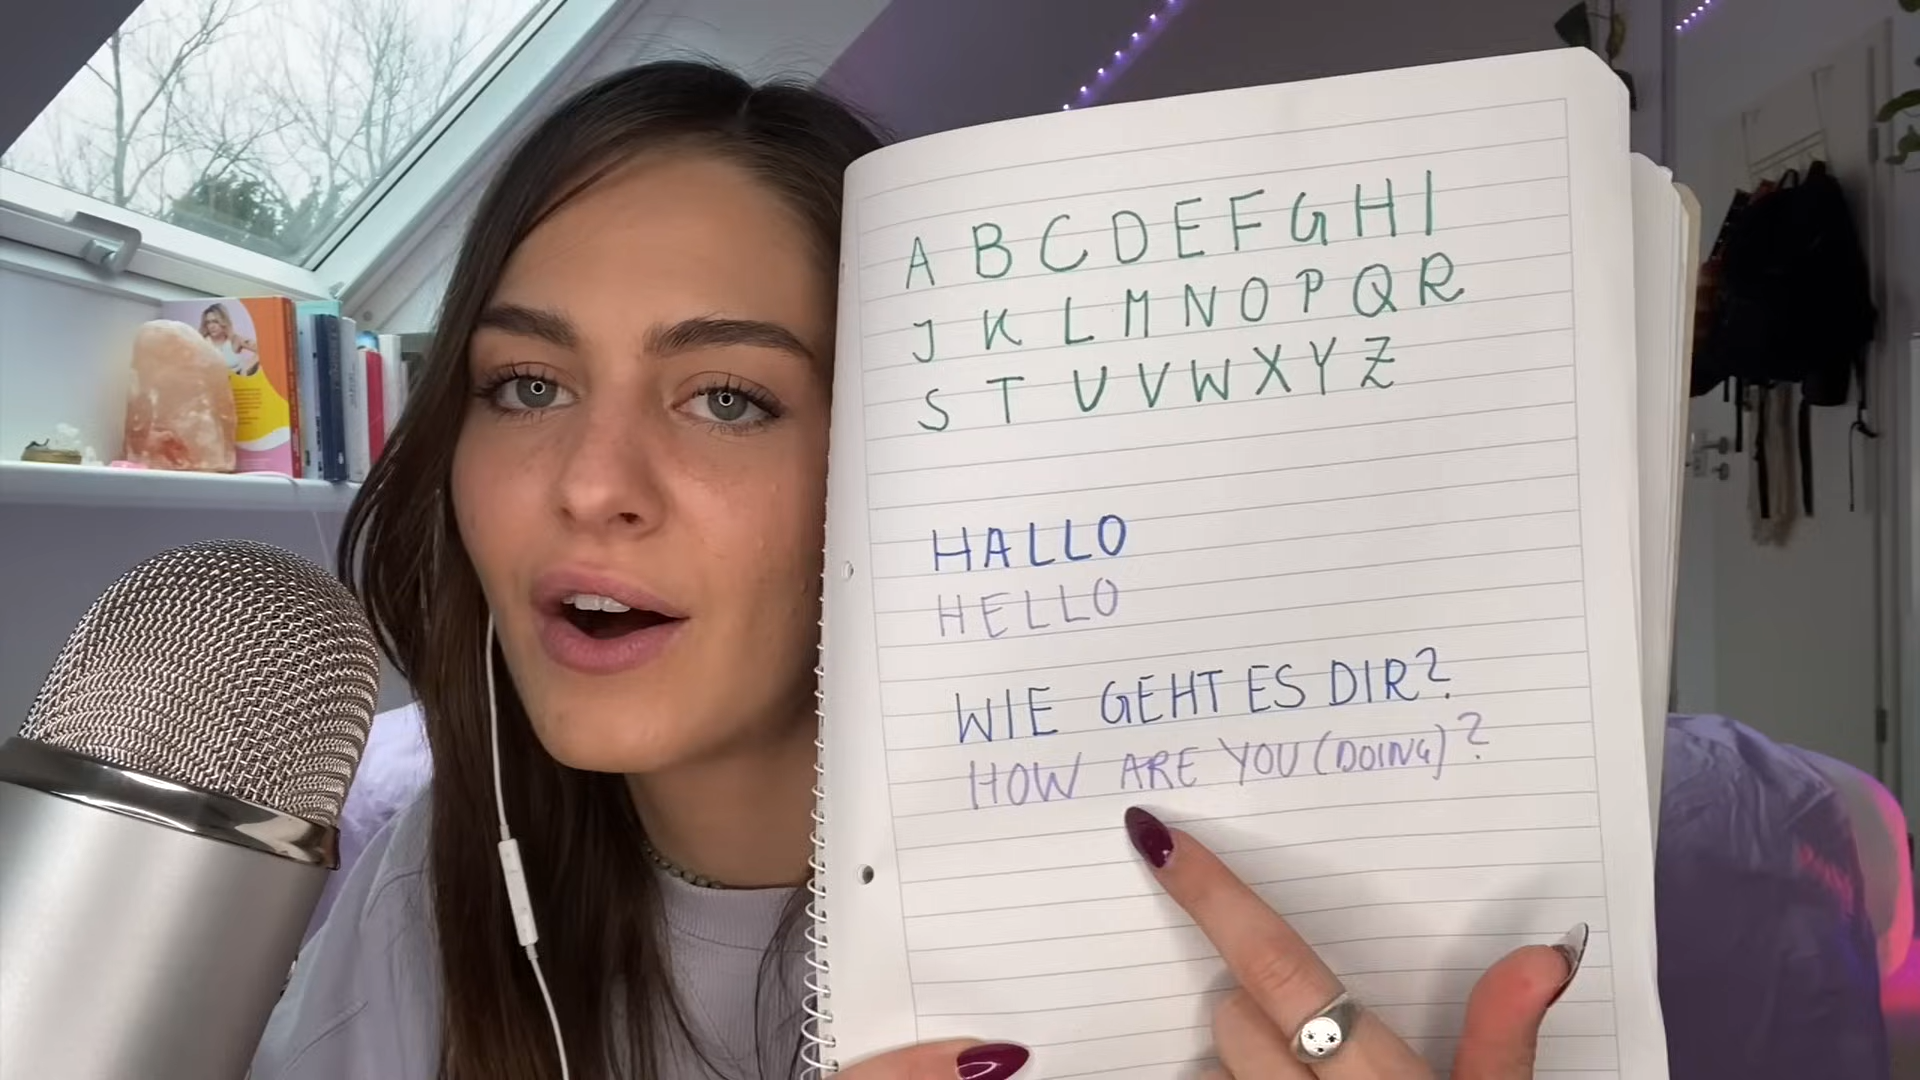 A B C D E F G H I
J K L M N O P Q R
S T U V W X Y Z
HALLO
HELLO
WIE GEHT ES DIR?
HOW ARE YOU (DOING)?